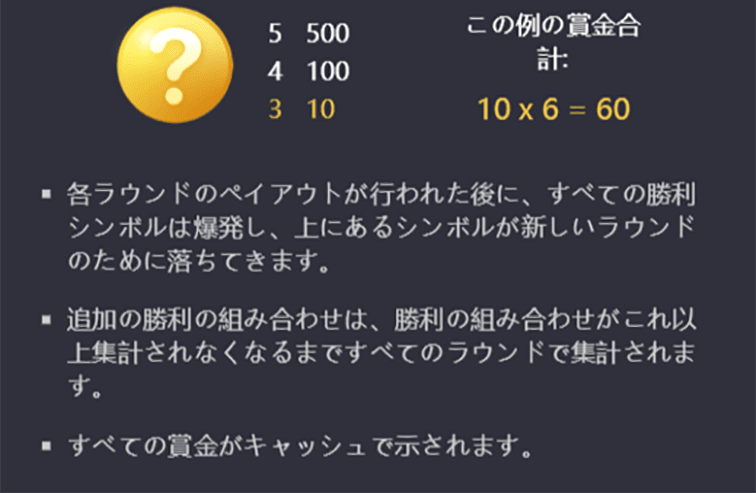 ?
5 500
4 100
3 10
この例の賞金合
計:
10 x 6 = 60
▪ 各ラウンドのペイアウトが行われた後に、すべての勝利
シンボルは爆発し、上にあるシンボルが新しいラウンド
のために落ちてきます。
▪ 追加の勝利の組み合わせは、勝利の組み合わせがこれ以
上集計されなくなるまですべてのラウンドで集計されま
す。
▪ すべての賞金がキャッシュで示されます。